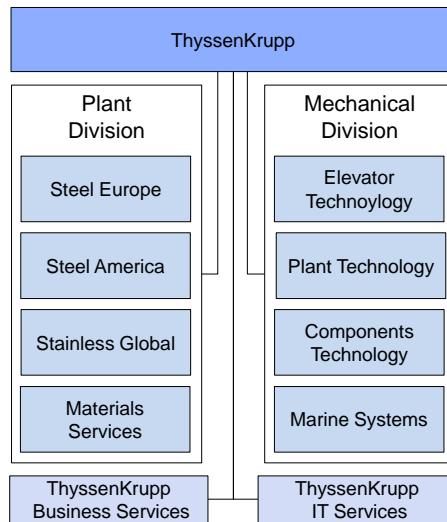 ThyssenKrupp
Plant
Division
Steel Europe
Steel America
Stainless Global
Materials
Services
Mechanical
Division
Elevator
Technoylogy
Plant Technology
Components
Technology
Marine Systems
ThyssenKrupp
Business Services
ThyssenKrupp
IT Services